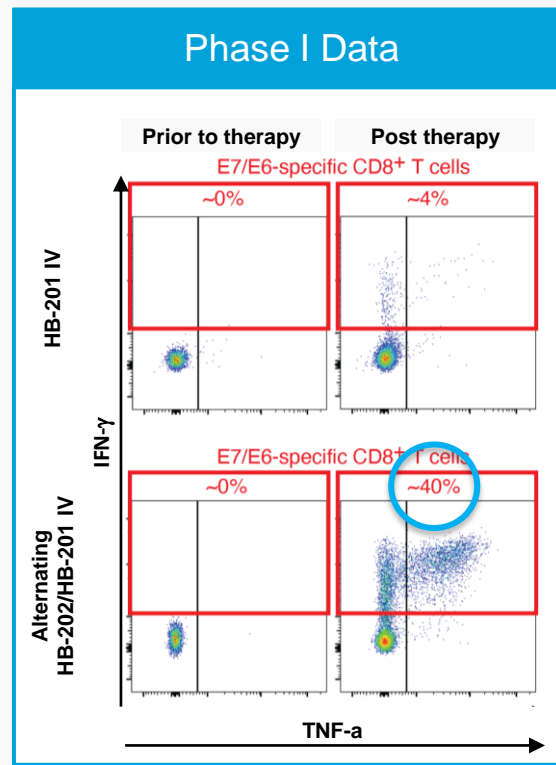 Phase I Data
Prior to therapy
Post therapy
E7/E6-specific CD8+ T cells
~0%
~4%
HB-201 IV
IFN-γ
E7/E6-specific CD8+ T cells
~0%
~40%
Alternating
HB-202/HB-201 IV
TNF-a